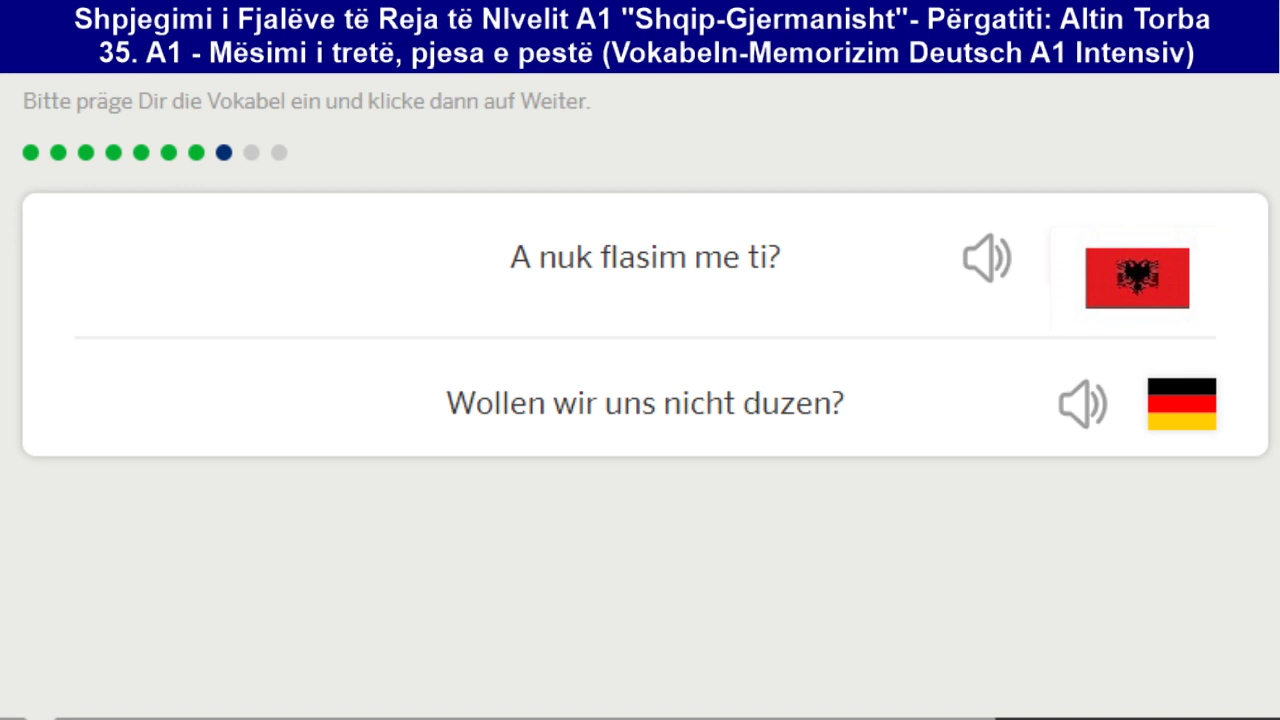 Shpjegimi i Fjalëve të Reja të NIvelit A1 "Shqip-Gjermanisht"- Përgatiti: Altin Torba
35. A1 - Mësimi i tretë, pjesa e pestë (Vokabeln-Memorizim Deutsch A1 Intensiv)
Bitte präge Dir die Vokabel ein und klicke dann auf Weiter.
A nuk flasim me ti?
Wollen wir uns nicht duzen?